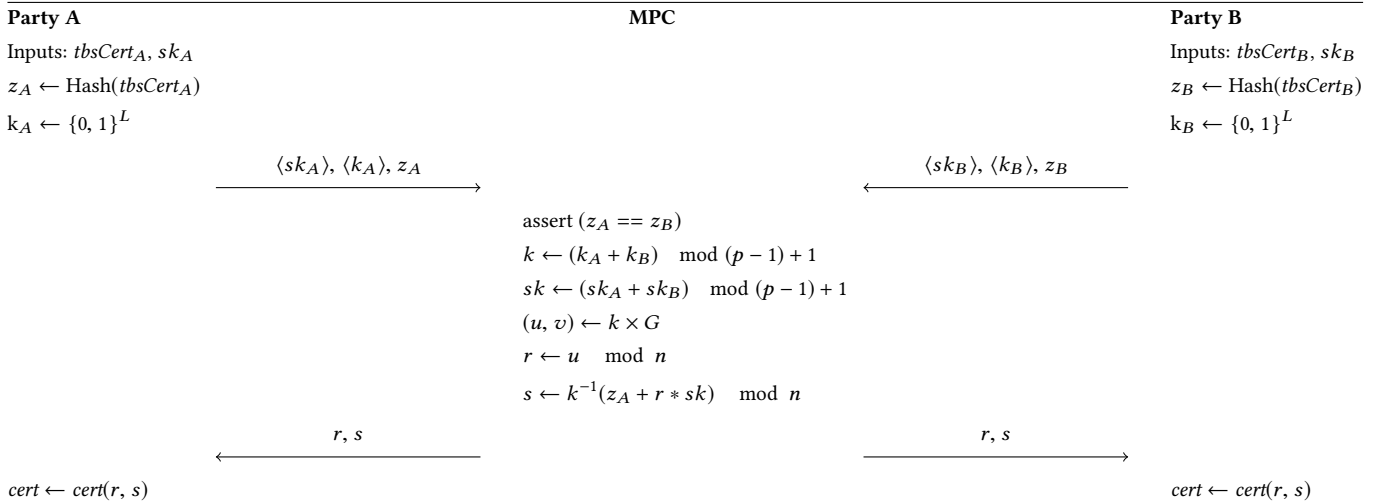 Party A MPC Party B
Inputs: tbsCert_A, sk_A Inputs: tbsCert_B, sk_B
z_A ← Hash(tbsCert_A) z_B ← Hash(tbsCert_B)
k_A ← {0, 1}^L k_B ← {0, 1}^L
⟨sk_A⟩, ⟨k_A⟩, z_A ⟨sk_B⟩, ⟨k_B⟩, z_B
assert (z_A == z_B)
k ← (k_A + k_B) mod (p − 1) + 1
sk ← (sk_A + sk_B) mod (p − 1) + 1
(u, v) ← k × G
r ← u mod n
s ← k^{−1}(z_A + r ∗ sk) mod n
r, s r, s
cert ← cert(r, s) cert ← cert(r, s)